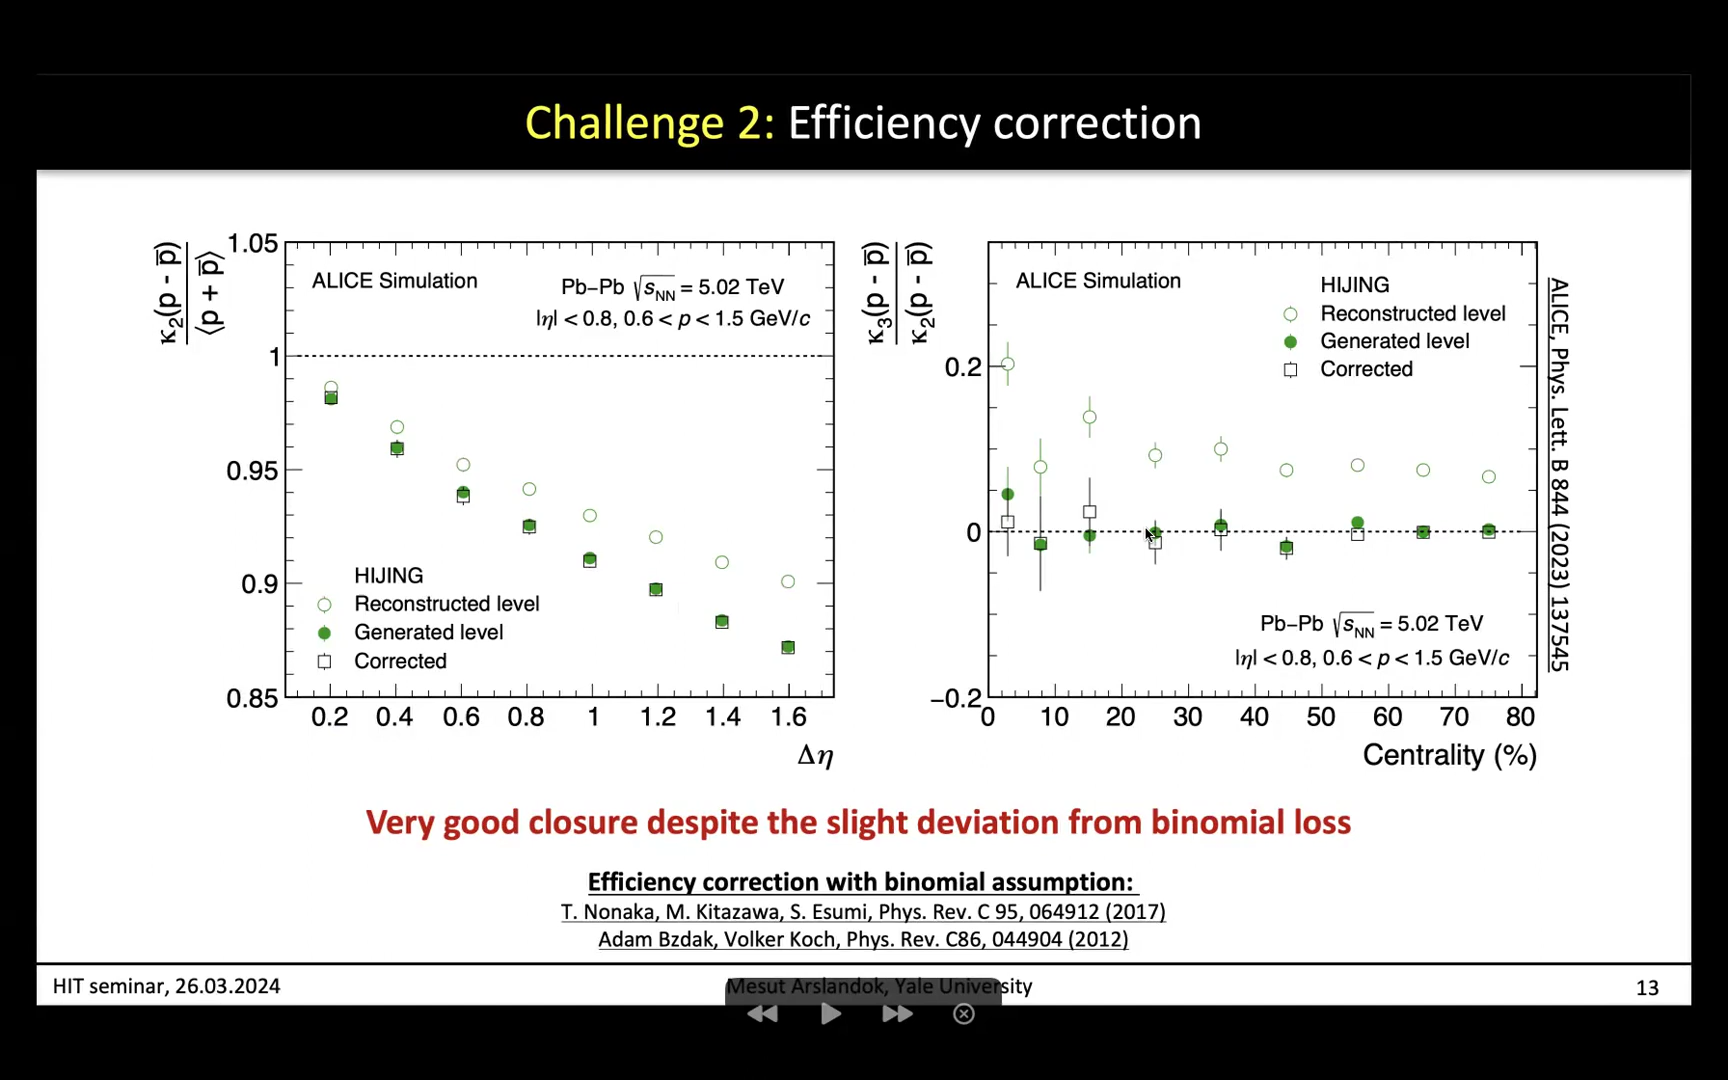 Challenge 2: Efficiency correction
κ₂(p - p̅)
⟨p + p̅⟩
1.05
1
0.95
0.9
0.85
ALICE Simulation
Pb–Pb √sNN = 5.02 TeV
|η| < 0.8, 0.6 < p < 1.5 GeV/c
HIJING
Reconstructed level
Generated level
Corrected
0.2 0.4 0.6 0.8 1 1.2 1.4 1.6
Δη
κ₃(p - p̅)
κ₂(p - p̅)
0.2
0
−0.2
ALICE Simulation
HIJING
Reconstructed level
Generated level
Corrected
Pb–Pb √sNN = 5.02 TeV
|η| < 0.8, 0.6 < p < 1.5 GeV/c
0 10 20 30 40 50 60 70 80
Centrality (%)
ALICE, Phys. Lett. B 844 (2023) 137545
Very good closure despite the slight deviation from binomial loss
Efficiency correction with binomial assumption:
T. Nonaka, M. Kitazawa, S. Esumi, Phys. Rev. C 95, 064912 (2017)
Adam Bzdak, Volker Koch, Phys. Rev. C86, 044904 (2012)
HIT seminar, 26.03.2024
Mesut Arslandok, Yale University
13